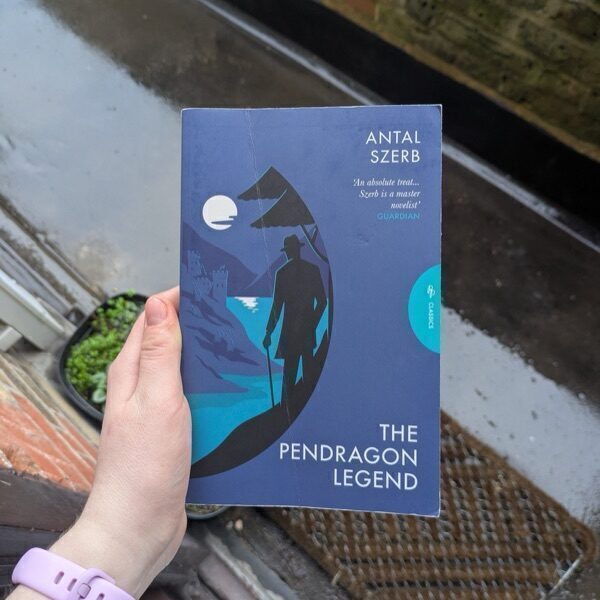 ANTAL
SZERB
'An absolute treat...
Szerb is a master
novelist'
GUARDIAN
CLASSICS
THE
PENDRAGON
LEGEND